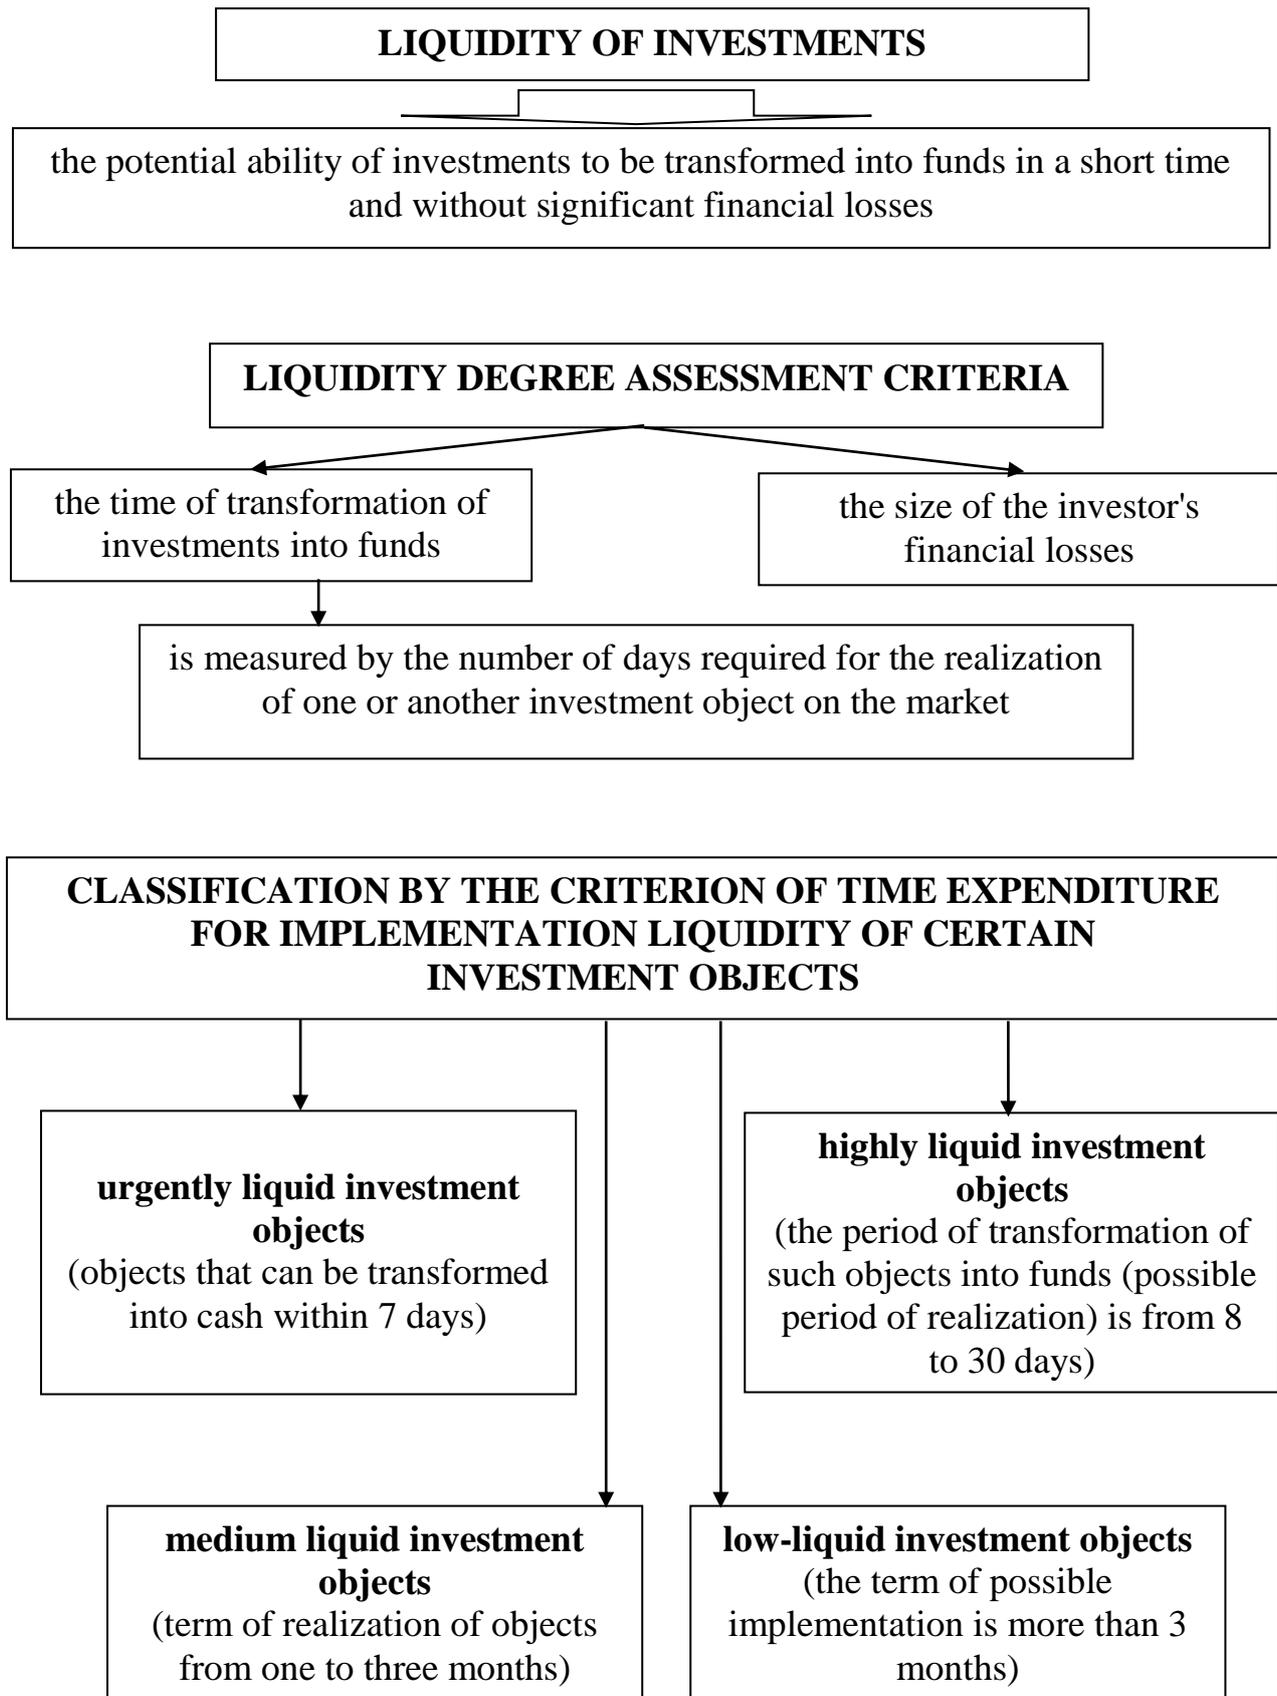 LIQUIDITY OF INVESTMENTS
the potential ability of investments to be transformed into funds in a short time
and without significant financial losses
LIQUIDITY DEGREE ASSESSMENT CRITERIA
the time of transformation of
investments into funds
the size of the investor's
financial losses
is measured by the number of days required for the realization
of one or another investment object on the market
CLASSIFICATION BY THE CRITERION OF TIME EXPENDITURE
FOR IMPLEMENTATION LIQUIDITY OF CERTAIN
INVESTMENT OBJECTS
urgently liquid investment
objects
(objects that can be transformed
into cash within 7 days)
highly liquid investment
objects
(the period of transformation of
such objects into funds (possible
period of realization) is from 8
to 30 days)
medium liquid investment
objects
(term of realization of objects
from one to three months)
low-liquid investment objects
(the term of possible
implementation is more than 3
months)